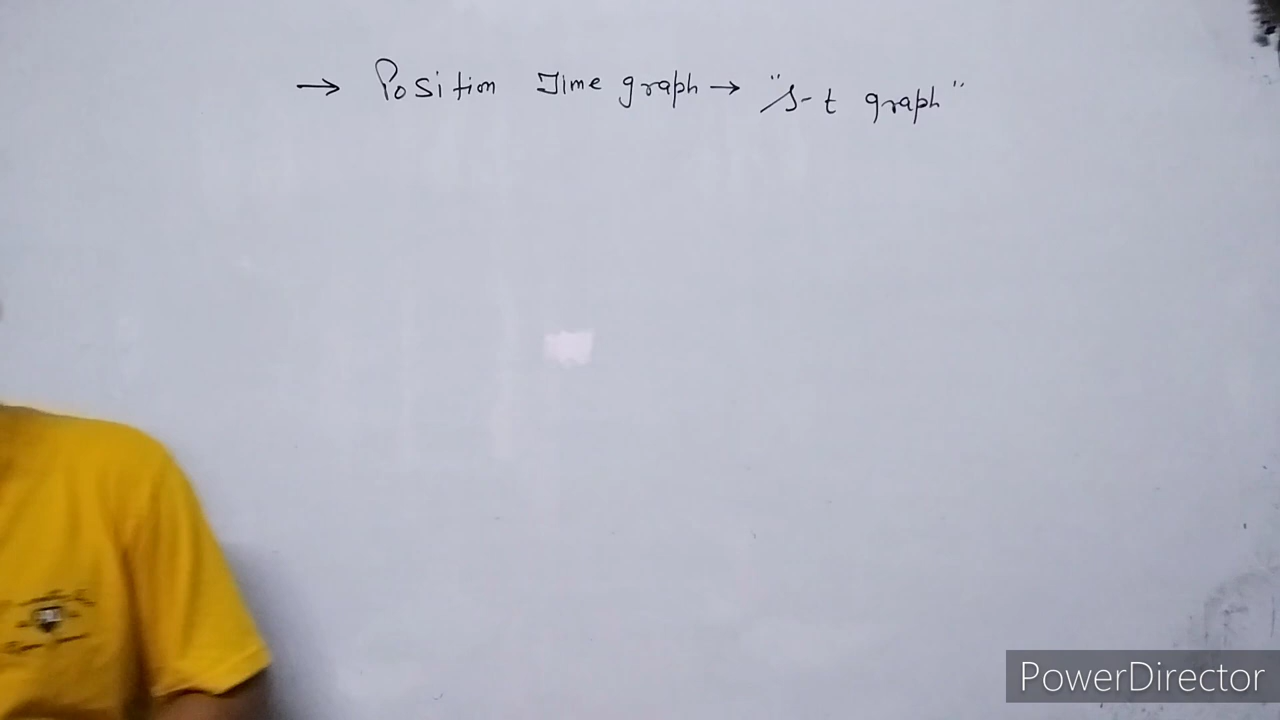 → Position Time graph → "s-t graph"
PowerDirector